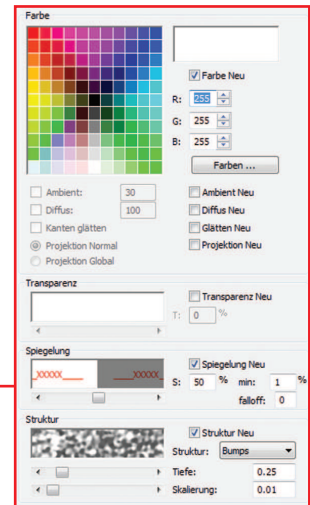 Farbe
Farbe Neu
R: 255
G: 255
B: 255
Farben ...
Ambient: 30 Ambient Neu
Diffus: 100 Diffus Neu
Kanten glätten Glätten Neu
Projektion Normal Projektion Neu
Projektion Global
Transparenz
Transparenz Neu
T: 0 %
Spiegelung
_XXXXX____ ____XXXXX_ Spiegelung Neu
S: 50 % min: 1 %
falloff: 0
Struktur
Struktur Neu
Struktur: Bumps
Tiefe: 0.25
Skalierung: 0.01